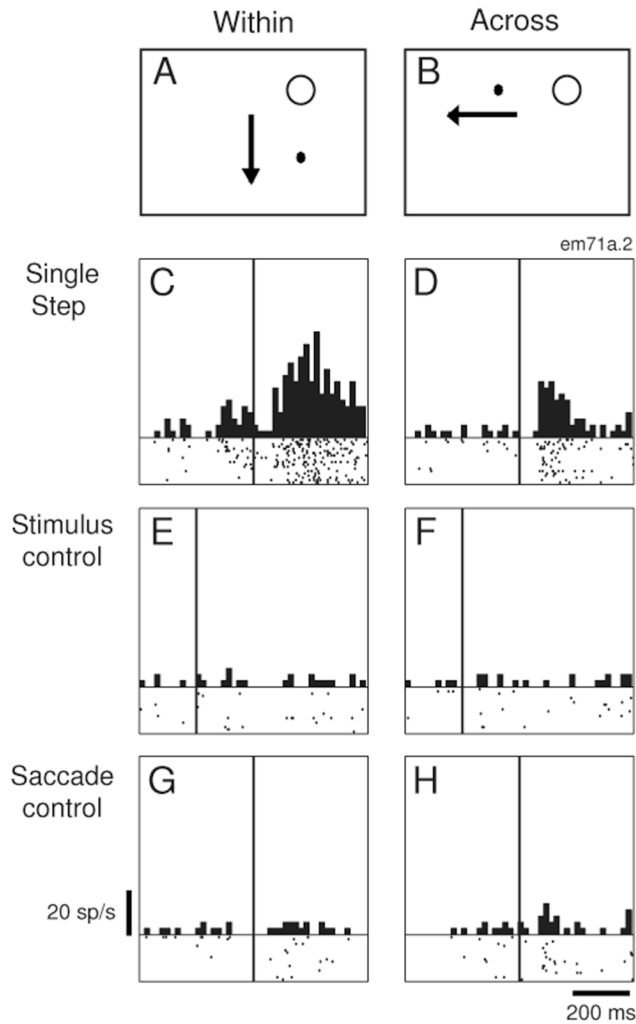 Within
Across
A
B
em71a.2
Single
Step
C
D
Stimulus
control
E
F
Saccade
control
G
H
20 sp/s
200 ms